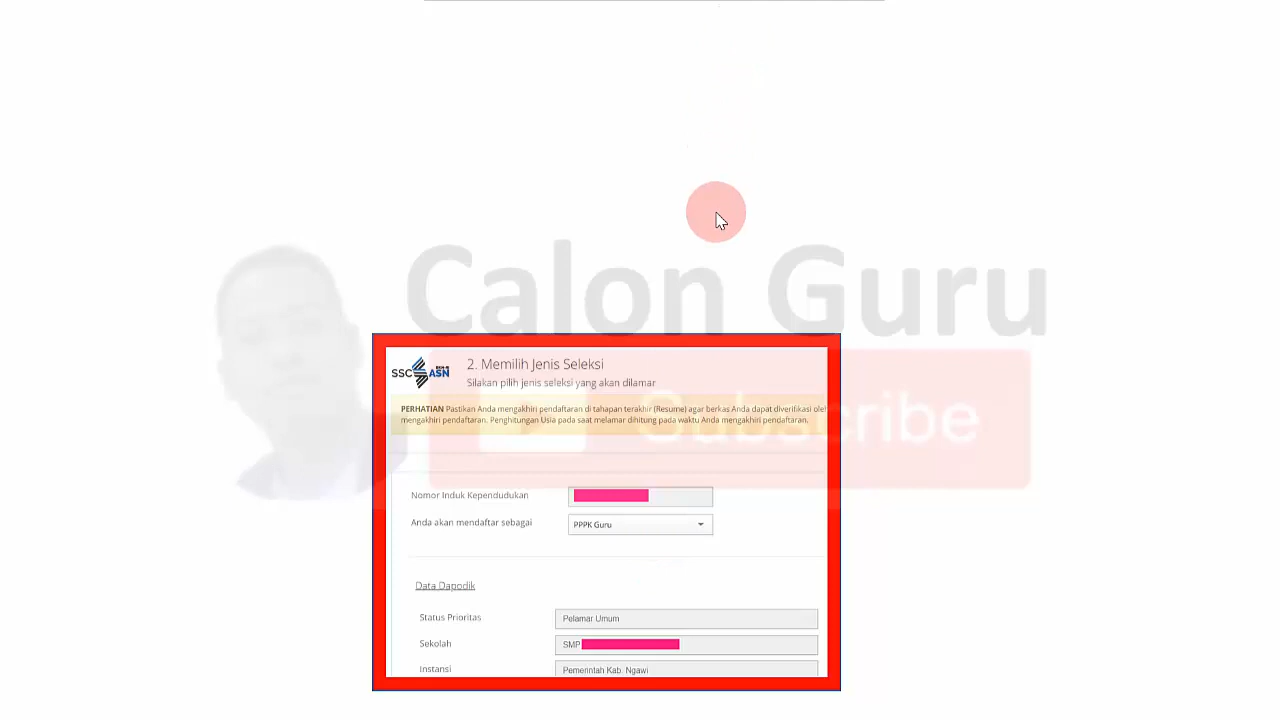 Calon Guru
Subscribe
SSC ASN
2. Memilih Jenis Seleksi
Silakan pilih jenis seleksi yang akan dilamar
PERHATIAN Pastikan Anda mengakhiri pendaftaran di tahapan terakhir (Resume) agar berkas Anda dapat diverifikasi ole
mengakhiri pendaftaran. Penghitungan Usia pada saat melamar dihitung pada waktu Anda mengakhiri pendaftaran.
Nomor Induk Kependudukan
Anda akan mendaftar sebagai PPPK Guru
Data Dapodik
Status Prioritas Pelamar Umum
Sekolah SMP
Instansi Pemerintah Kab. Ngawi